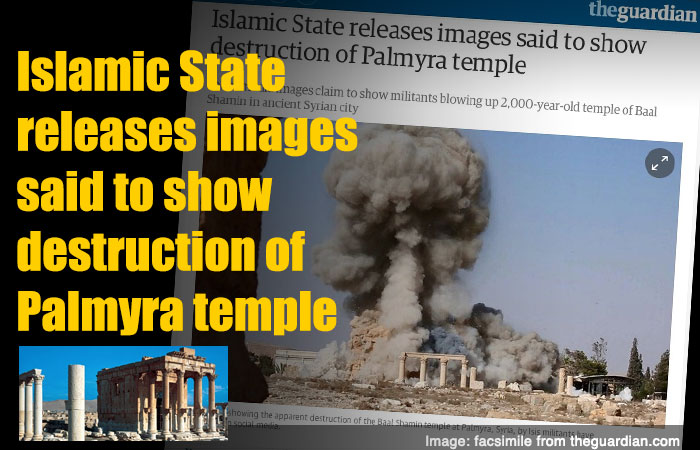 theguardian
Islamic State releases images said to show
destruction of Palmyra temple
images claim to show militants blowing up 2,000-year-old temple of Baal
Shamin in ancient Syrian city
Islamic State
releases images
said to show
destruction of
Palmyra temple
showing the apparent destruction of the Baal Shamin temple at Palmyra, Syria, by Isis militants have
social media.
Image: facsimile from theguardian.com